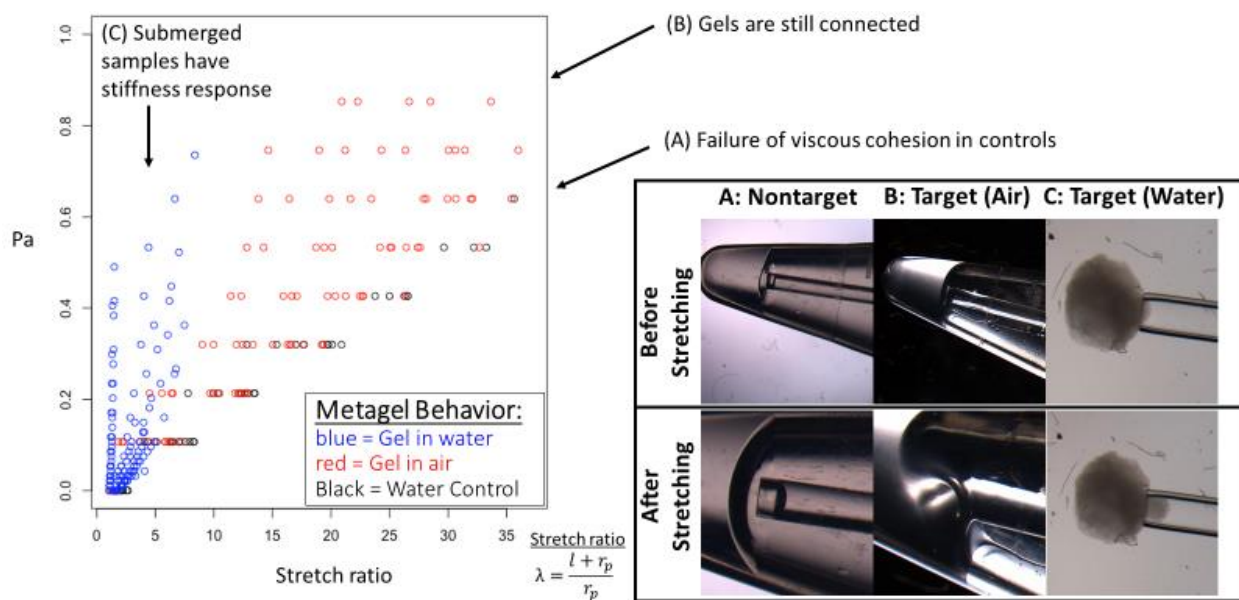 (C) Submerged
samples have
stiffness response
(B) Gels are still connected
(A) Failure of viscous cohesion in controls
Pa
1.0
0.8
0.6
0.4
0.2
0.0
0 5 10 15 20 25 30 35
Stretch ratio
Metagel Behavior:
blue = Gel in water
red = Gel in air
Black = Water Control
Stretch ratio
λ = (l + r_p) / r_p
A: Nontarget B: Target (Air) C: Target (Water)
Before
Stretching
After
Stretching